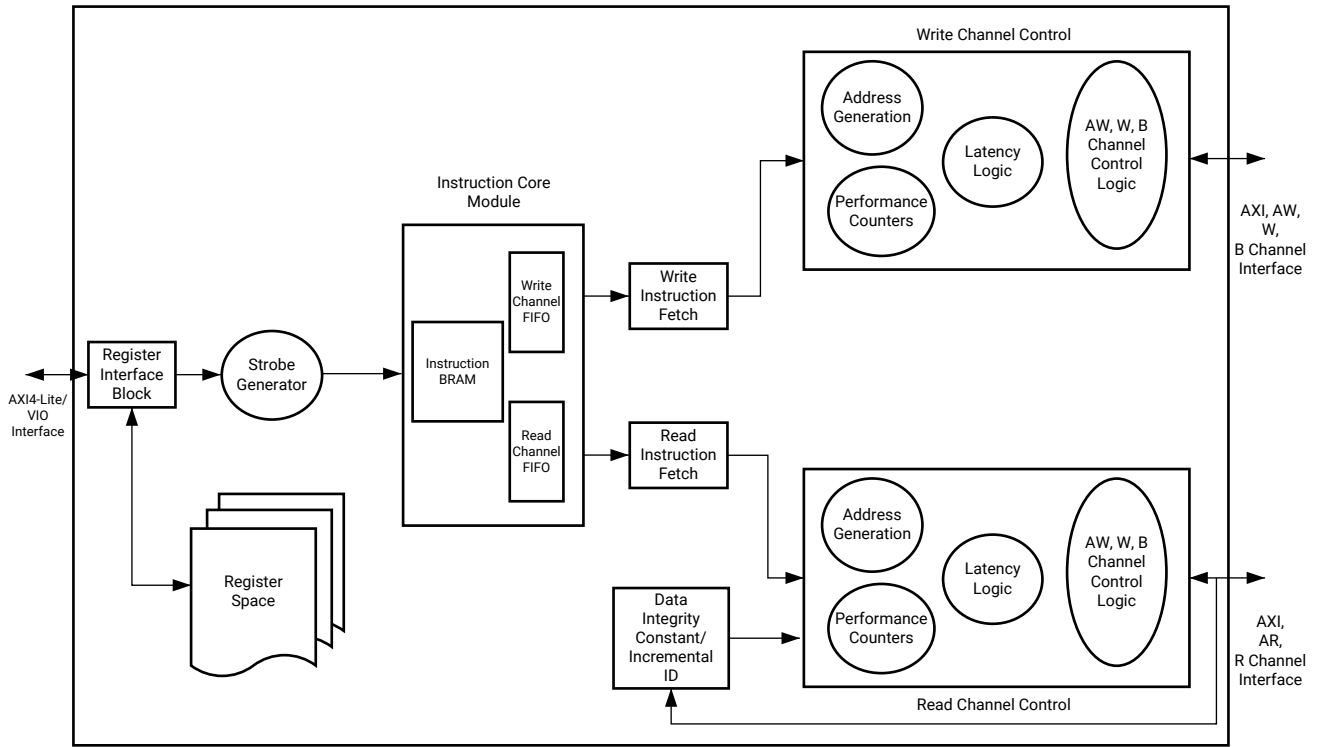 Write Channel Control
Address
Generation
Performance
Counters
Latency
Logic
AW, W, B
Channel
Control
Logic
AXI, AW,
W,
B Channel
Interface
Instruction Core
Module
Write
Channel
FIFO
Instruction
BRAM
Read
Channel
FIFO
Write
Instruction
Fetch
Read
Instruction
Fetch
Register
Interface
Block
Strobe
Generator
AXI4-Lite/
VIO
Interface
Register
Space
Data
Integrity
Constant/
Incremental
ID
Address
Generation
Performance
Counters
Latency
Logic
AW, W, B
Channel
Control
Logic
AXI,
AR,
R Channel
Interface
Read Channel Control